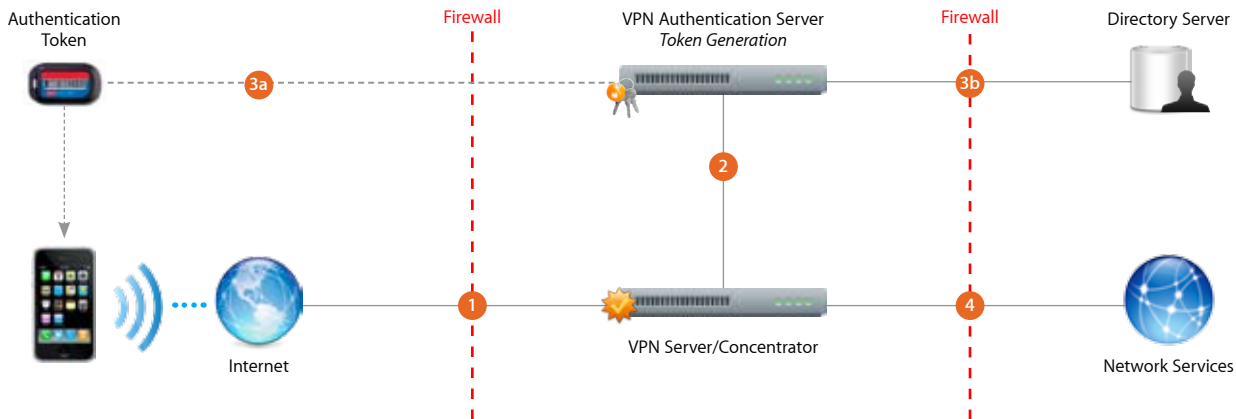 Authentication
Token
Firewall
VPN Authentication Server
Token Generation
Firewall
Directory Server
3a
3b
2
1
4
Internet
VPN Server/Concentrator
Network Services